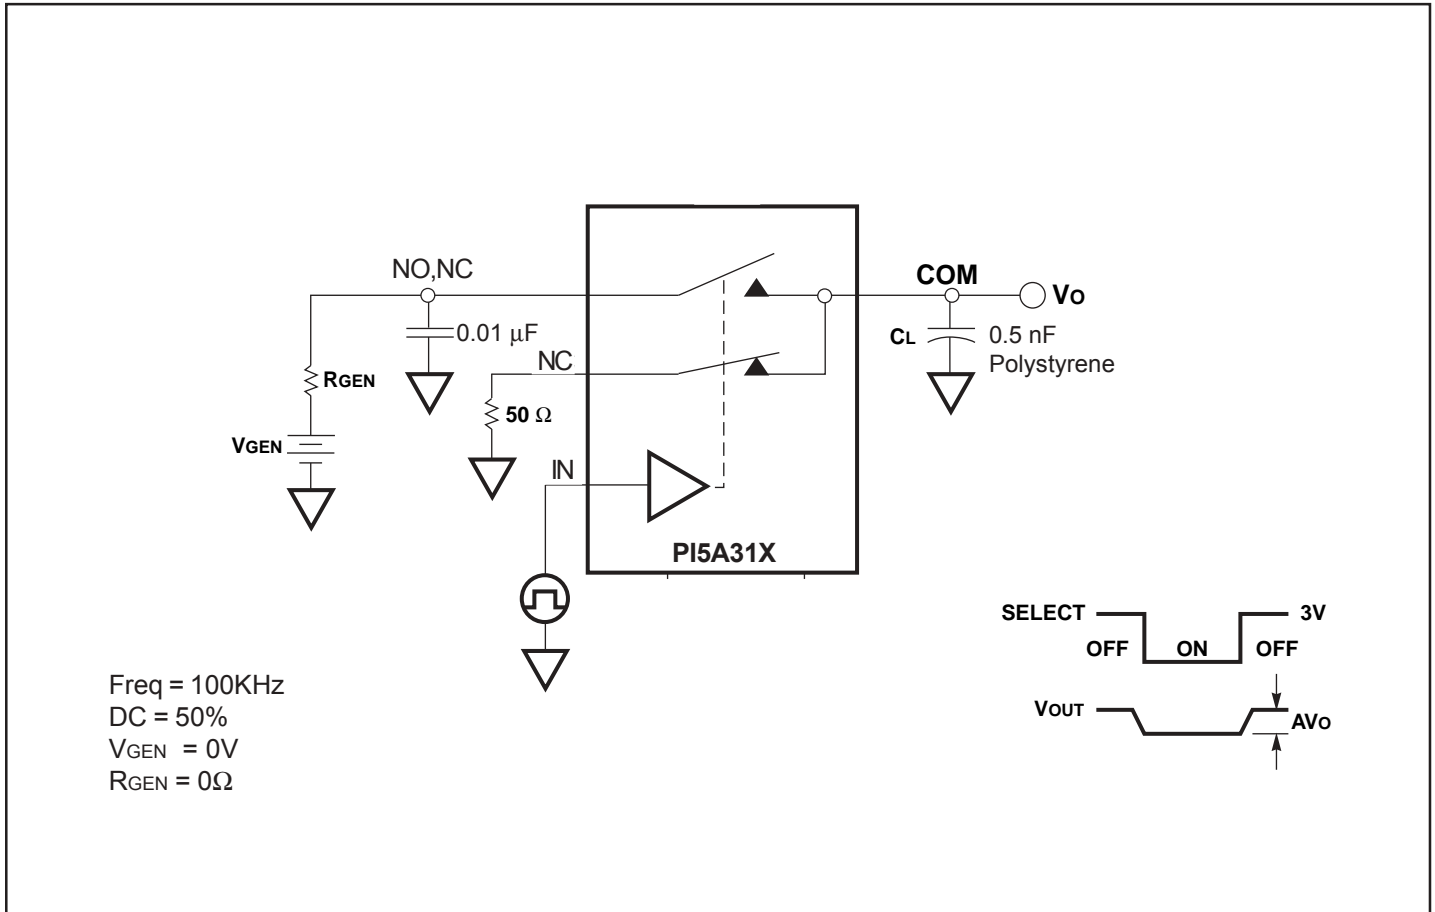 NO,NC
COM
VO
0.01 μF
CL
0.5 nF
Polystyrene
NC
RGEN
50 Ω
VGEN
IN
PI5A31X
SELECT
3V
OFF
ON
OFF
VOUT
AVO
Freq = 100KHz
DC = 50%
VGEN = 0V
RGEN = 0Ω